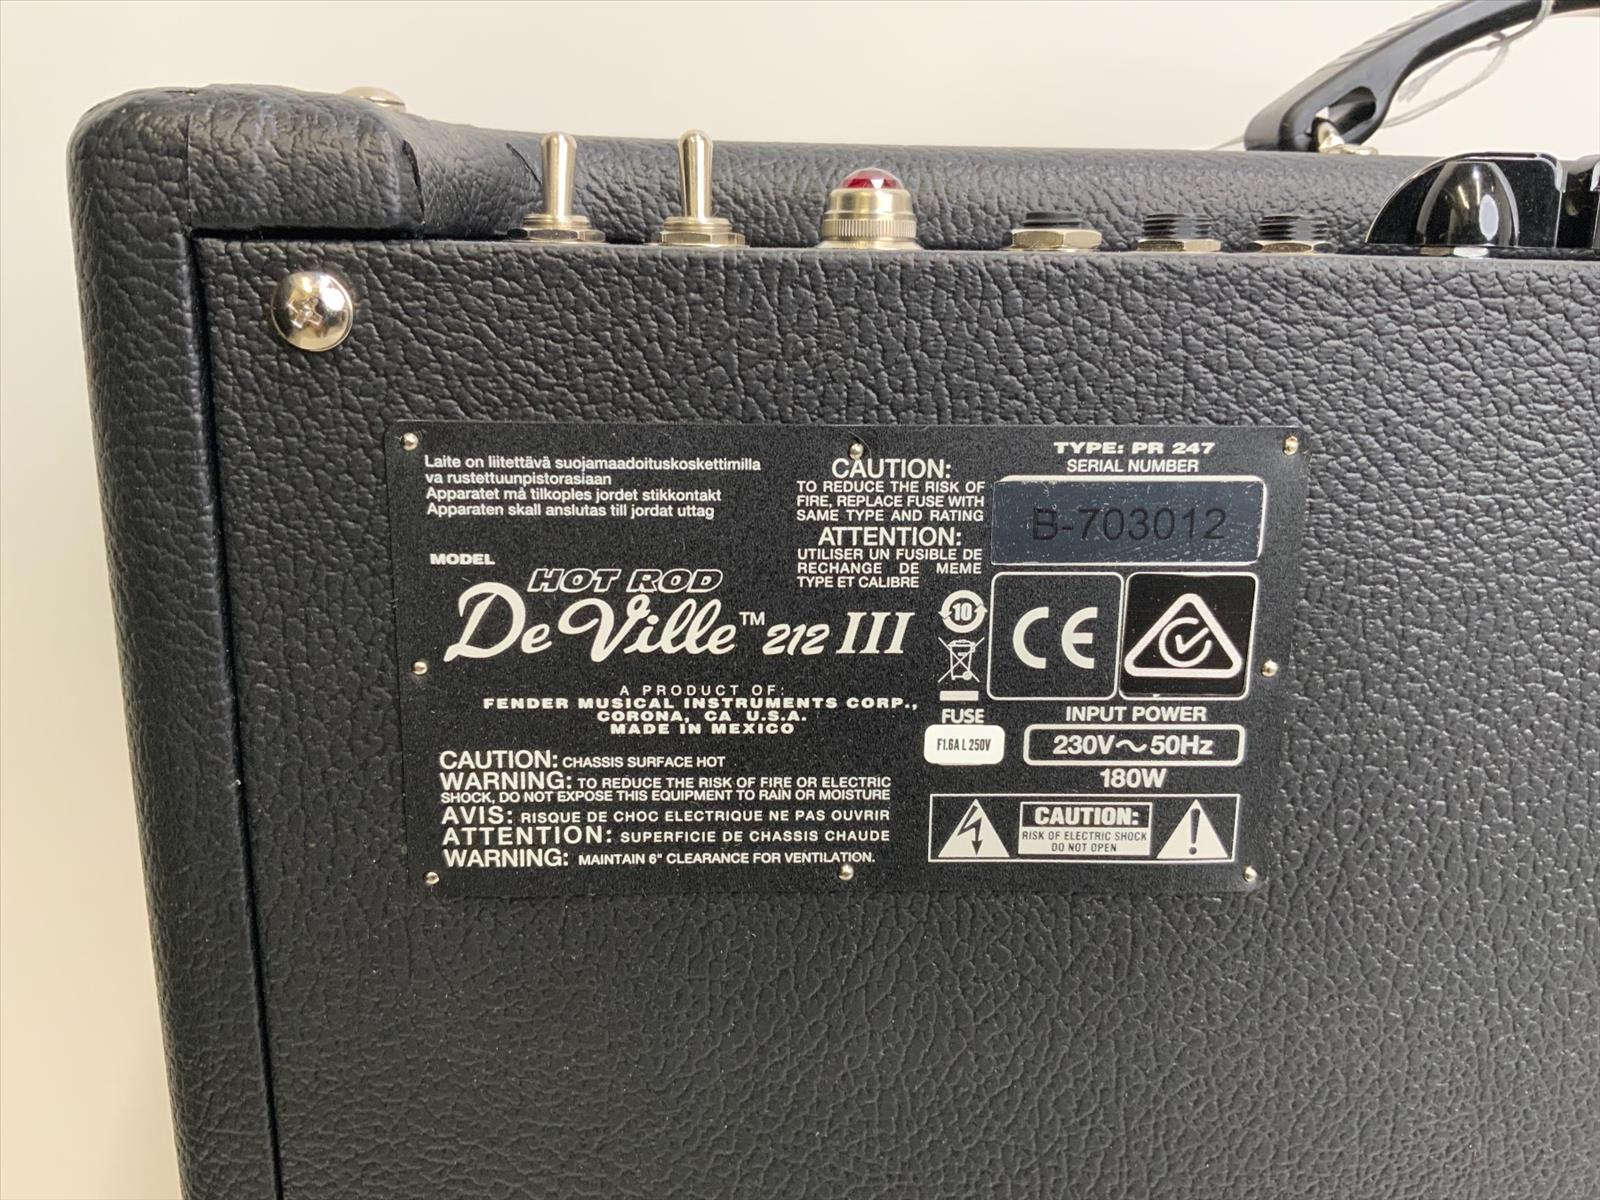 Laite on liitettävä suojamaadoituskoskettimilla
va rustettuunpistorasiaan
Apparatet må tilkoples jordet stikkontakt
Apparaten skall anslutas till jordat uttag
MODEL
HOT ROD
De Ville™ 212 III
A PRODUCT OF:
FENDER MUSICAL INSTRUMENTS CORP.,
CORONA, CA U.S.A.
MADE IN MEXICO
CAUTION: CHASSIS SURFACE HOT
WARNING: TO REDUCE THE RISK OF FIRE OR ELECTRIC
SHOCK, DO NOT EXPOSE THIS EQUIPMENT TO RAIN OR MOISTURE
AVIS: RISQUE DE CHOC ELECTRIQUE NE PAS OUVRIR
ATTENTION: SUPERFICIE DE CHASSIS CHAUDE
WARNING: MAINTAIN 6" CLEARANCE FOR VENTILATION.
CAUTION:
TO REDUCE THE RISK OF
FIRE, REPLACE FUSE WITH
SAME TYPE AND RATING
ATTENTION:
UTILISER UN FUSIBLE DE
RECHANGE DE MEME
TYPE ET CALIBRE
TYPE: PR 247
SERIAL NUMBER
B-703012
10
CE
FUSE
F1.6A L 250V
INPUT POWER
230V~50Hz
180W
CAUTION:
RISK OF ELECTRIC SHOCK
DO NOT OPEN